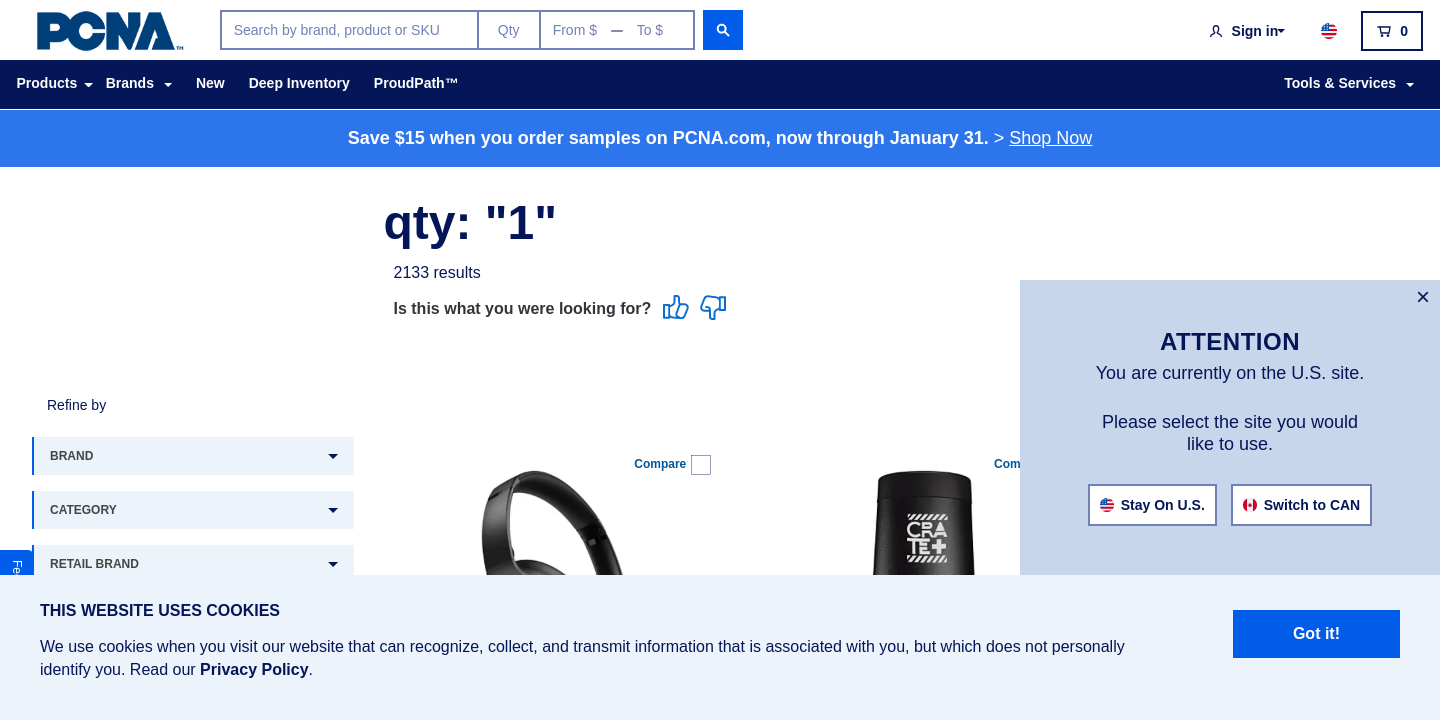 PCNA™
Search by brand, product or SKU
Qty
From $ — To $
Sign in
0
Products
Brands
New
Deep Inventory
ProudPath™
Tools & Services
Save $15 when you order samples on PCNA.com, now through January 31. > Shop Now
qty: "1"
2133 results
Is this what you were looking for?
×
ATTENTION
You are currently on the U.S. site.
Please select the site you would
like to use.
Stay On U.S.
Switch to CAN
Refine by
BRAND
CATEGORY
RETAIL BRAND
Compare
Com
CRATE+
Fe
THIS WEBSITE USES COOKIES
We use cookies when you visit our website that can recognize, collect, and transmit information that is associated with you, but which does not personally
identify you. Read our Privacy Policy.
Got it!